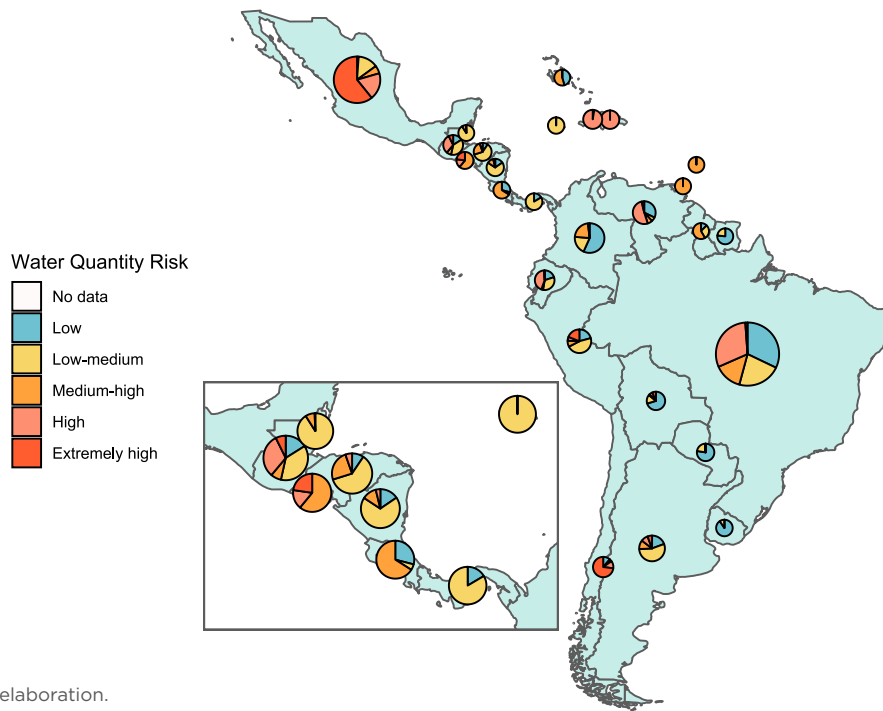 Water Quantity Risk
No data
Low
Low-medium
Medium-high
High
Extremely high
elaboration.